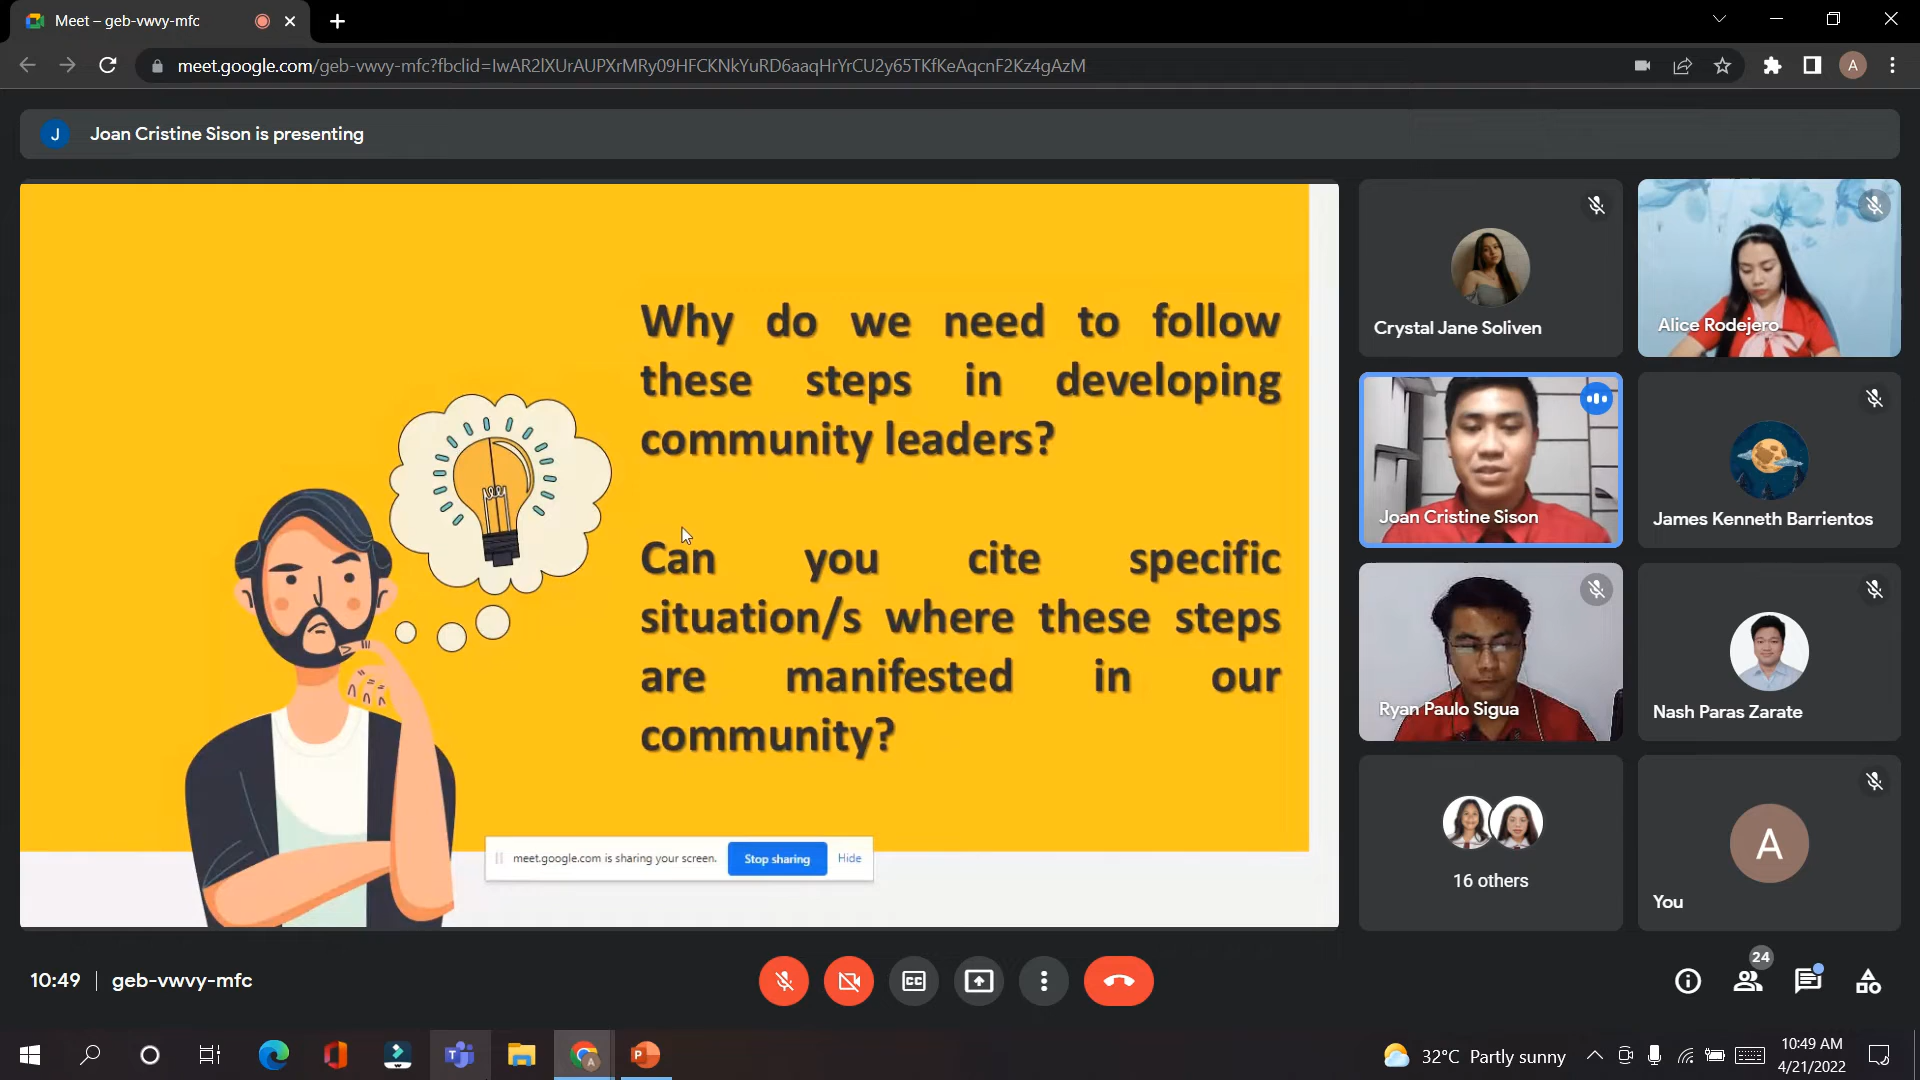 Meet – geb-vwvy-mfc
meet.google.com/geb-vwvy-mfc?fbclid=IwAR2lXUrAUPXrMRy09HFCKNkYuRD6aaqHrYrCU2y65TKfKeAqcnF2Kz4gAzM
A
J
Joan Cristine Sison is presenting
Why do we need to follow
these steps in developing
community leaders?
Can you cite specific
situation/s where these steps
are manifested in our
community?
meet.google.com is sharing your screen.
Stop sharing
Hide
Crystal Jane Soliven
Alice Rodejero
Joan Cristine Sison
James Kenneth Barrientos
Ryan Paulo Sigua
Nash Paras Zarate
16 others
A
You
10:49
geb-vwvy-mfc
CC
24
32°C Partly sunny
10:49 AM
4/21/2022